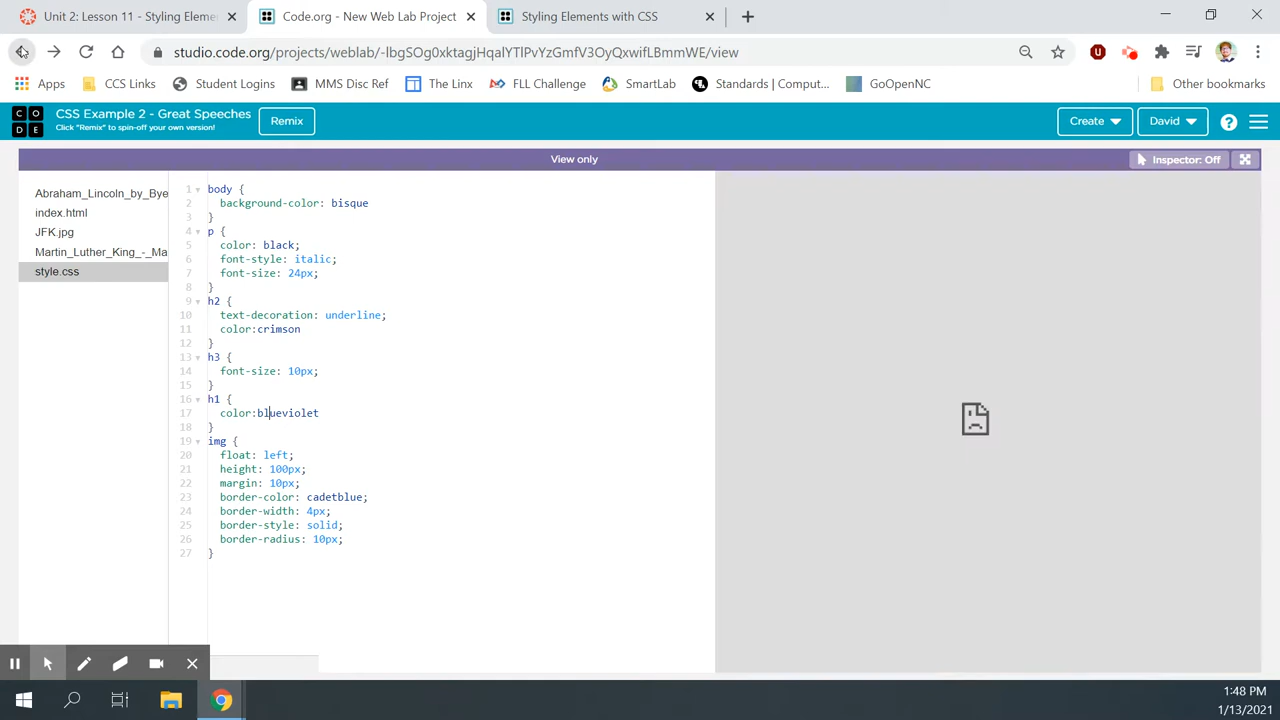 Unit 2: Lesson 11 - Styling Eleme
Code.org - New Web Lab Project
Styling Elements with CSS
studio.code.org/projects/weblab/-lbgSOg0xktagjHqalYTlPvYzGmfV3OyQxwifLBmmWE/view
Apps
CCS Links
Student Logins
MMS Disc Ref
The Linx
FLL Challenge
SmartLab
Standards | Comput...
GoOpenNC
Other bookmarks
C O
D E
CSS Example 2 - Great Speeches
Click "Remix" to spin-off your own version!
Remix
Create
David
View only
Inspector: Off
Abraham_Lincoln_by_Bye
index.html
JFK.jpg
Martin_Luther_King_-_Ma
style.css
1 body {
2 background-color: bisque
3 }
4 p {
5 color: black;
6 font-style: italic;
7 font-size: 24px;
8 }
9 h2 {
10 text-decoration: underline;
11 color:crimson
12 }
13 h3 {
14 font-size: 10px;
15 }
16 h1 {
17 color:blueviolet
18 }
19 img {
20 float: left;
21 height: 100px;
22 margin: 10px;
23 border-color: cadetblue;
24 border-width: 4px;
25 border-style: solid;
26 border-radius: 10px;
27 }
1:48 PM
1/13/2021